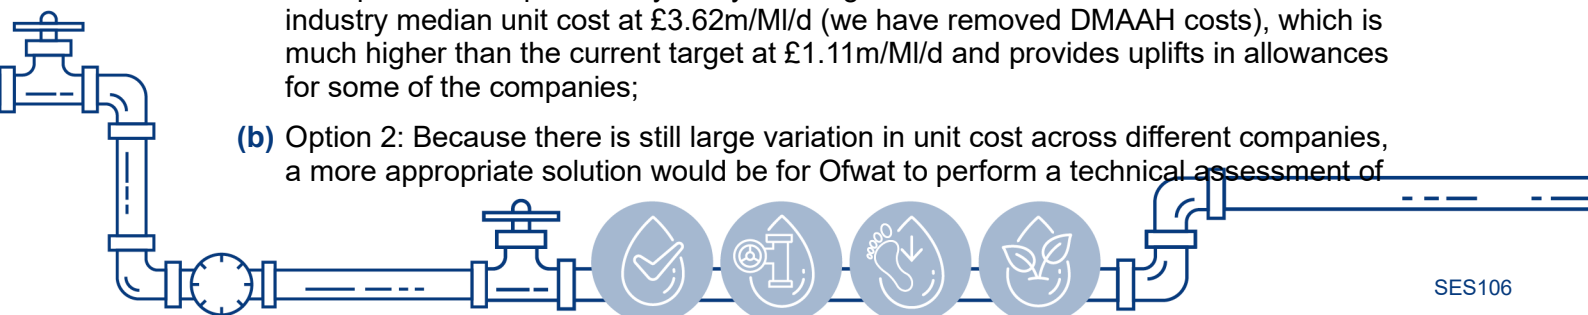 industry median unit cost at £3.62m/Ml/d (we have removed DMAAH costs), which is
much higher than the current target at £1.11m/Ml/d and provides uplifts in allowances
for some of the companies;
(b) Option 2: Because there is still large variation in unit cost across different companies,
a more appropriate solution would be for Ofwat to perform a technical assessment of
SES106